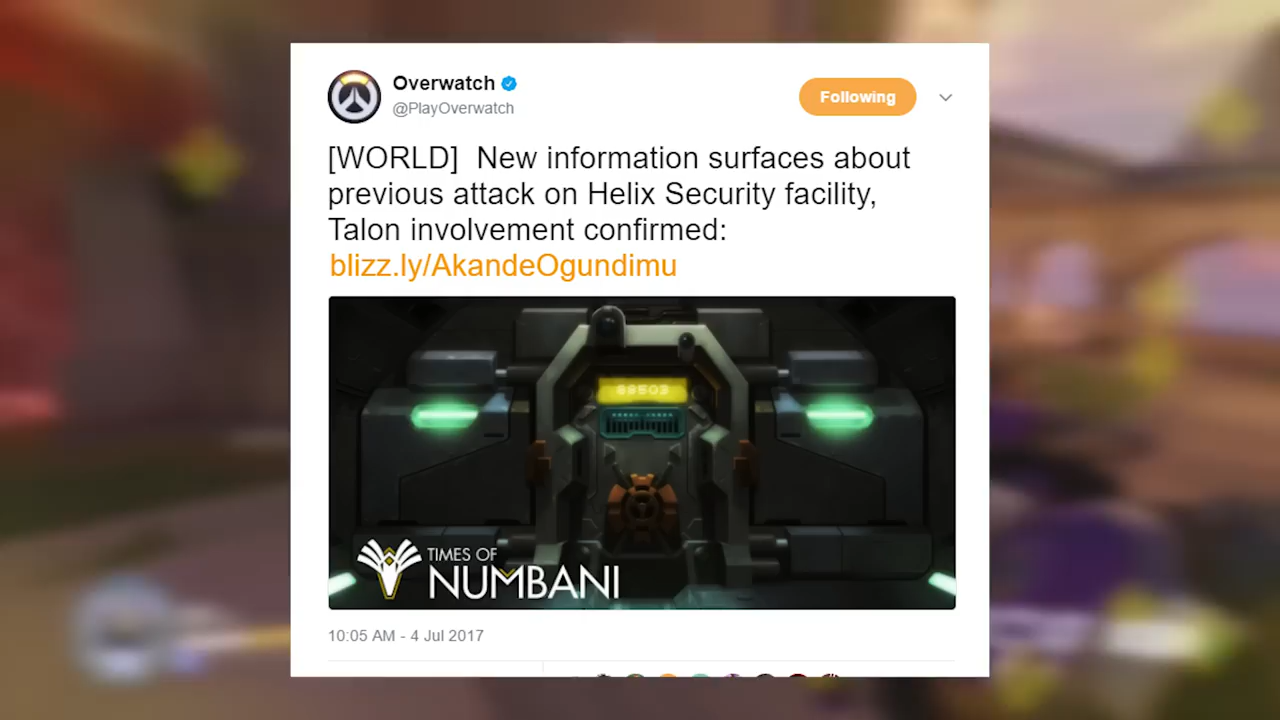 Overwatch
@PlayOverwatch
Following
[WORLD]  New information surfaces about
previous attack on Helix Security facility,
Talon involvement confirmed:
blizz.ly/AkandeOgundimu
TIMES OF
NUMBANI
10:05 AM - 4 Jul 2017